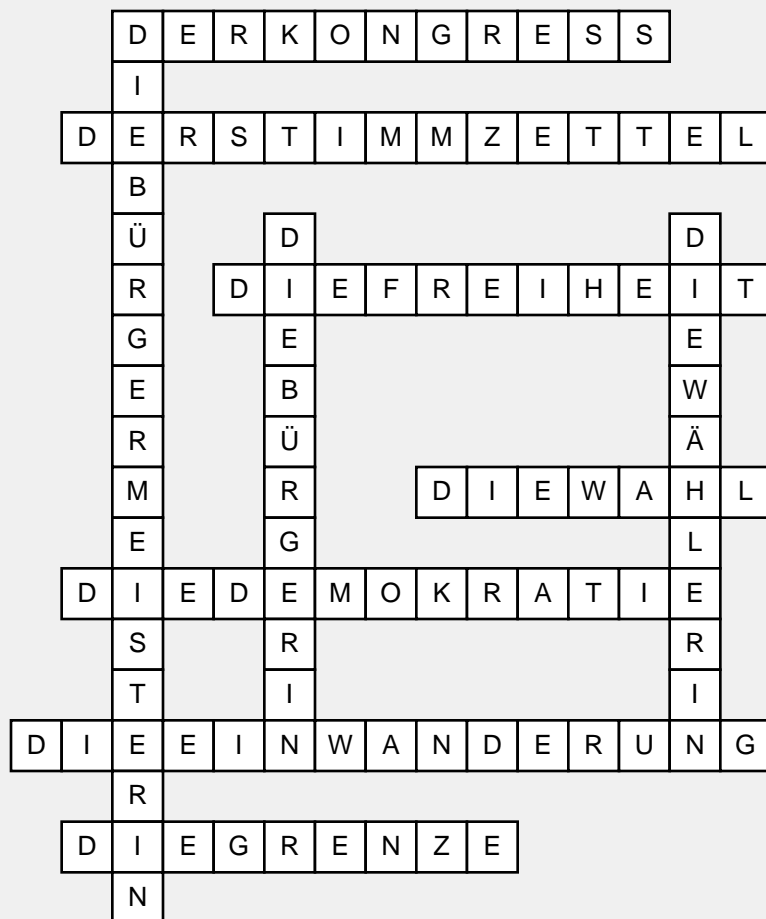 DERKONGRESS
DIEBÜRGERMEISTERIN
DERSTIMMZETTEL
DIEBÜRGERIN
DIEWÄHLERIN
DIEFREIHEIT
DIEWAHL
DIEDEMOKRATIE
DIEEINWANDERUNG
DIEGRENZE